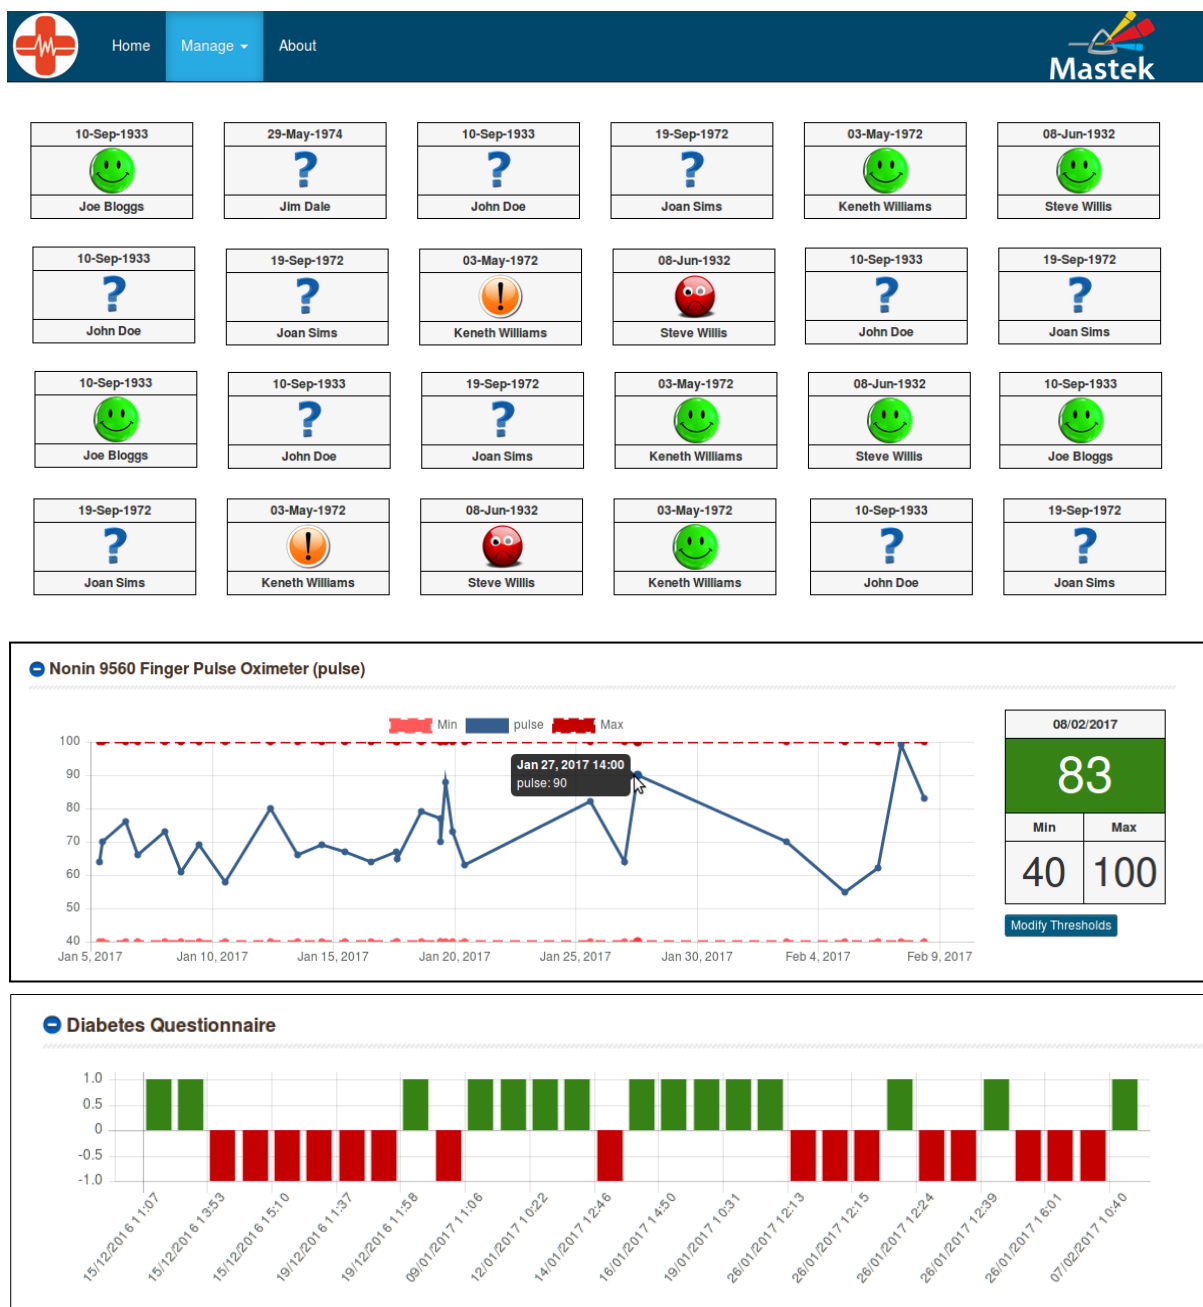 Home Manage About
Mastek
10-Sep-1933 29-May-1974 10-Sep-1933 19-Sep-1972 03-May-1972 08-Jun-1932
? ? ?
Joe Bloggs Jim Dale John Doe Joan Sims Keneth Williams Steve Willis
10-Sep-1933 19-Sep-1972 03-May-1972 08-Jun-1932 10-Sep-1933 19-Sep-1972
? ? ! ? ?
John Doe Joan Sims Keneth Williams Steve Willis John Doe Joan Sims
10-Sep-1933 10-Sep-1933 19-Sep-1972 03-May-1972 08-Jun-1932 10-Sep-1933
? ?
Joe Bloggs John Doe Joan Sims Keneth Williams Steve Willis Joe Bloggs
19-Sep-1972 03-May-1972 08-Jun-1932 03-May-1972 10-Sep-1933 19-Sep-1972
? ! ? ?
Joan Sims Keneth Williams Steve Willis Keneth Williams John Doe Joan Sims
Nonin 9560 Finger Pulse Oximeter (pulse)
Min pulse Max
100
90
80
70
60
50
40
Jan 27, 2017 14:00
pulse: 90
Jan 5, 2017 Jan 10, 2017 Jan 15, 2017 Jan 20, 2017 Jan 25, 2017 Jan 30, 2017 Feb 4, 2017 Feb 9, 2017
08/02/2017
83
Min Max
40 100
Modify Thresholds
Diabetes Questionnaire
1.0
0.5
0
-0.5
-1.0
15/12/2016 11:07 15/12/2016 13:53 15/12/2016 15:10 19/12/2016 11:37 19/12/2016 11:58 09/01/2017 11:06 12/01/2017 10:22 14/01/2017 12:46 16/01/2017 14:50 19/01/2017 10:31 26/01/2017 12:13 26/01/2017 12:15 26/01/2017 12:24 26/01/2017 12:39 26/01/2017 16:01 07/02/2017 10:40